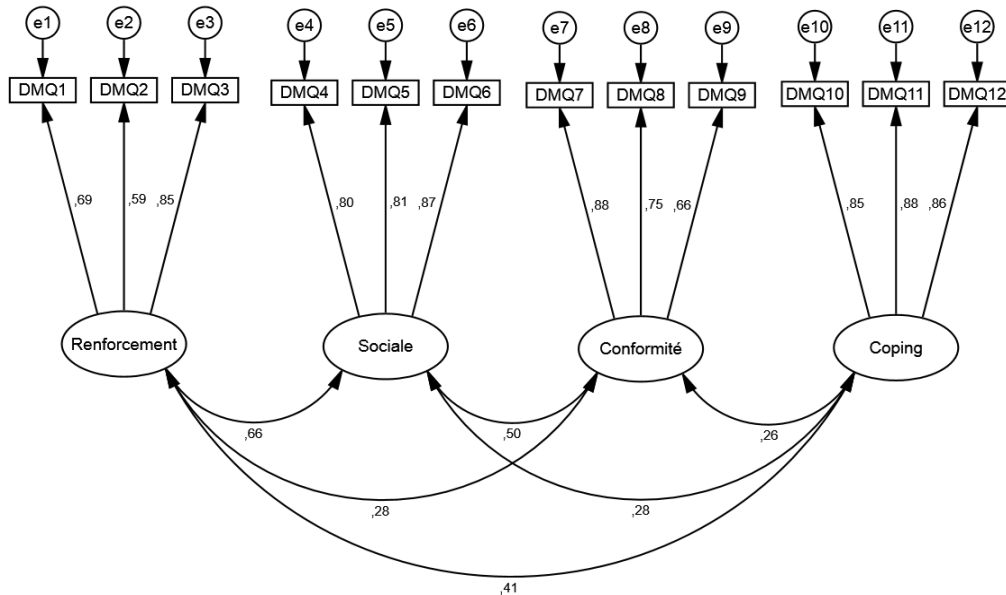 e1 e2 e3 e4 e5 e6 e7 e8 e9 e10 e11 e12
DMQ1 DMQ2 DMQ3 DMQ4 DMQ5 DMQ6 DMQ7 DMQ8 DMQ9 DMQ10 DMQ11 DMQ12
,69 ,59 ,85 ,80 ,81 ,87 ,88 ,75 ,66 ,85 ,88 ,86
Renforcement Sociale Conformité Coping
,66 ,50 ,26
,28 ,28
,41